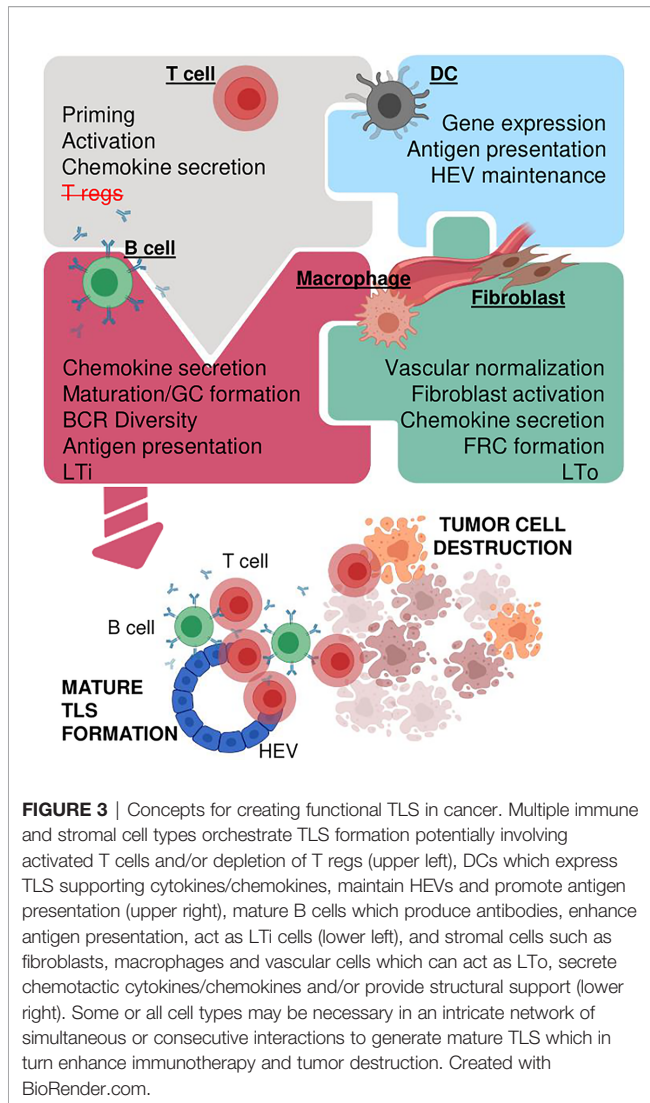 T cell
Priming
Activation
Chemokine secretion
T regs
DC
Gene expression
Antigen presentation
HEV maintenance
B cell
Chemokine secretion
Maturation/GC formation
BCR Diversity
Antigen presentation
LTi
Macrophage
Fibroblast
Vascular normalization
Fibroblast activation
Chemokine secretion
FRC formation
LTo
TUMOR CELL
DESTRUCTION
T cell
B cell
MATURE
TLS
FORMATION
HEV
FIGURE 3 | Concepts for creating functional TLS in cancer. Multiple immune
and stromal cell types orchestrate TLS formation potentially involving
activated T cells and/or depletion of T regs (upper left), DCs which express
TLS supporting cytokines/chemokines, maintain HEVs and promote antigen
presentation (upper right), mature B cells which produce antibodies, enhance
antigen presentation, act as LTi cells (lower left), and stromal cells such as
fibroblasts, macrophages and vascular cells which can act as LTo, secrete
chemotactic cytokines/chemokines and/or provide structural support (lower
right). Some or all cell types may be necessary in an intricate network of
simultaneous or consecutive interactions to generate mature TLS which in
turn enhance immunotherapy and tumor destruction. Created with
BioRender.com.